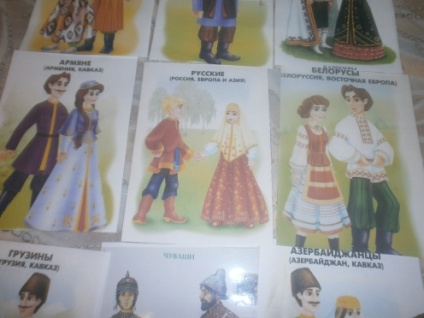 АРМЯНЕ
(АРМЕНИЯ, КАВКАЗ)
РУССКИЕ
(РОССИЯ, ЕВРОПА И АЗИЯ)
БЕЛОРУСЫ
(БЕЛОРУССИЯ, ВОСТОЧНАЯ ЕВРОПА)
ГРУЗИНЫ
(ГРУЗИЯ, КАВКАЗ)
ЧУВАШИ
АЗЕРБАЙДЖАНЦЫ
(АЗЕРБАЙДЖАН, КАВКАЗ)